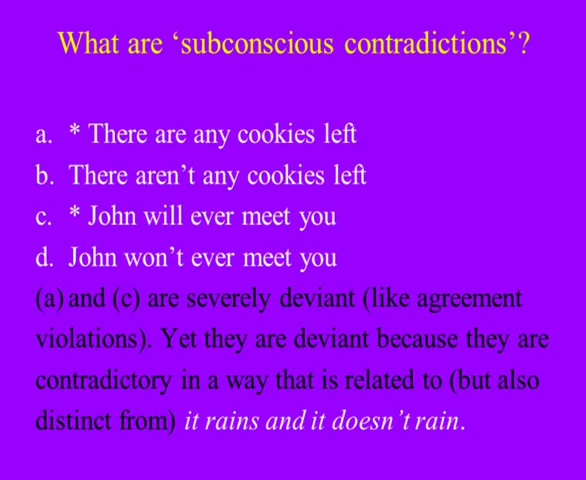 What are ‘subconscious contradictions’?
a. * There are any cookies left
b. There aren’t any cookies left
c. * John will ever meet you
d. John won’t ever meet you
(a) and (c) are severely deviant (like agreement
violations). Yet they are deviant because they are
contradictory in a way that is related to (but also
distinct from) it rains and it doesn’t rain.